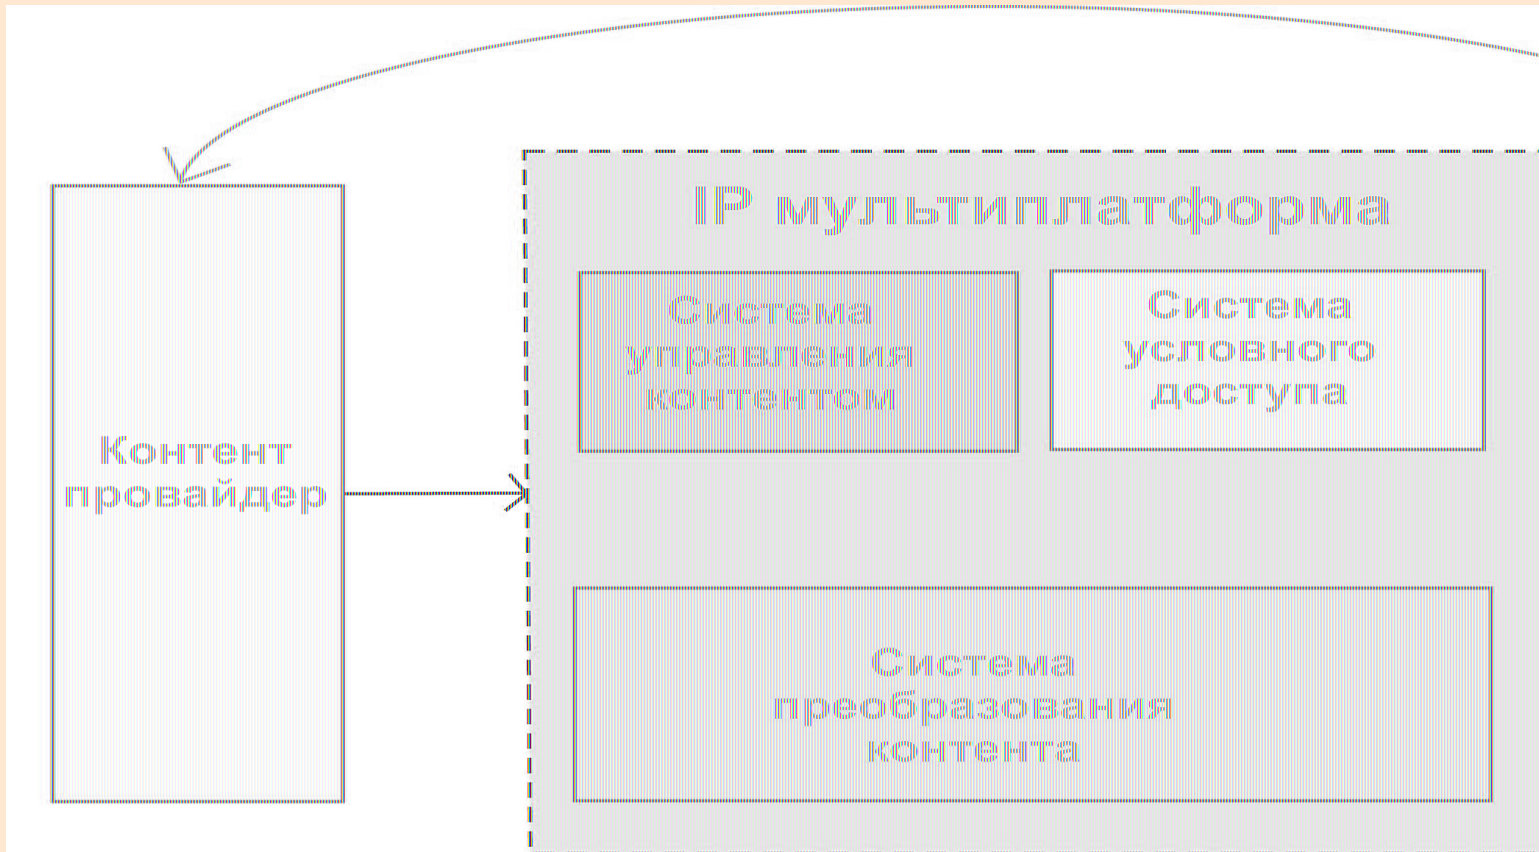 IP мультиплатформа
Система
управления
контентом
Система
условного
доступа
Контент
провайдер
Система
преобразования
контента